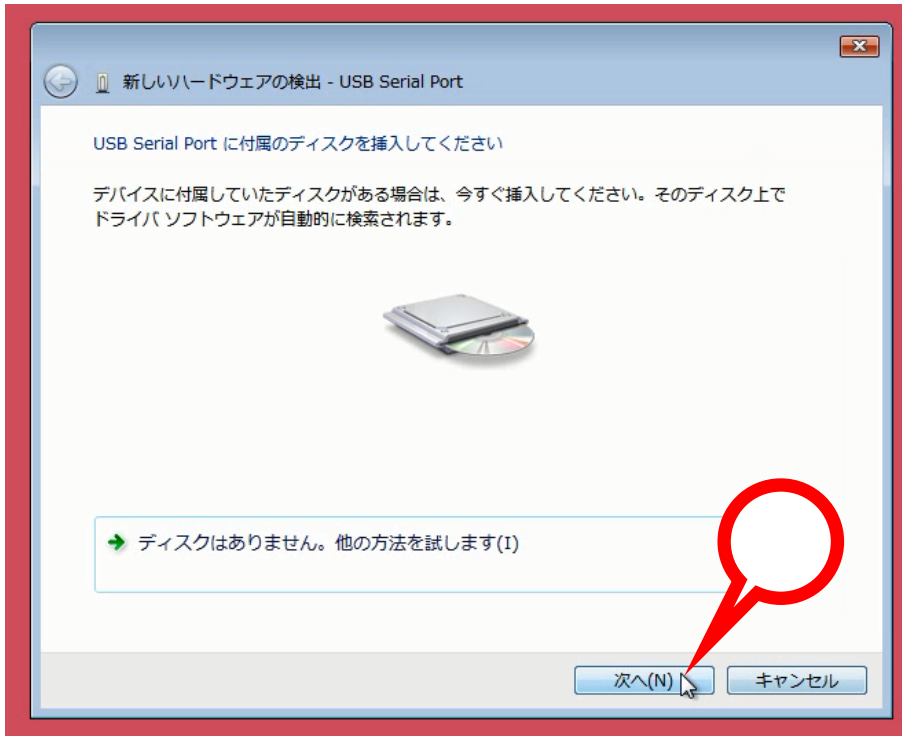 新しいハードウェアの検出 - USB Serial Port
USB Serial Port に付属のディスクを挿入してください
デバイスに付属していたディスクがある場合は、今すぐ挿入してください。そのディスク上で
ドライバ ソフトウェアが自動的に検索されます。
ディスクはありません。他の方法を試します(I)
次へ(N)
キャンセル